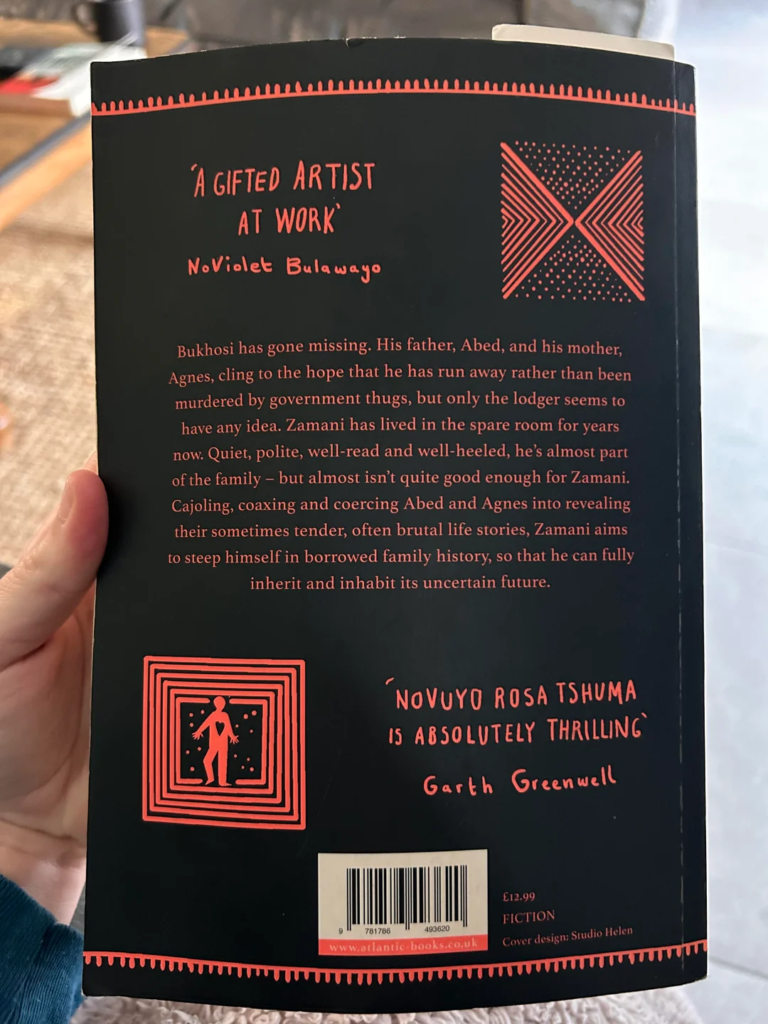 'A GIFTED ARTIST
AT WORK'
NoViolet Bulawayo
Bukhosi has gone missing. His father, Abed, and his mother,
Agnes, cling to the hope that he has run away rather than been
murdered by government thugs, but only the lodger seems to
have any idea. Zamani has lived in the spare room for years
now. Quiet, polite, well-read and well-heeled, he's almost part
of the family – but almost isn't quite good enough for Zamani.
Cajoling, coaxing and coercing Abed and Agnes into revealing
their sometimes tender, often brutal life stories, Zamani aims
to steep himself in borrowed family history, so that he can fully
inherit and inhabit its uncertain future.
'NOVUYO ROSA TSHUMA
IS ABSOLUTELY THRILLING'
Garth Greenwell
9 781786 493620
www.atlantic-books.co.uk
£12.99
FICTION
Cover design: Studio Helen